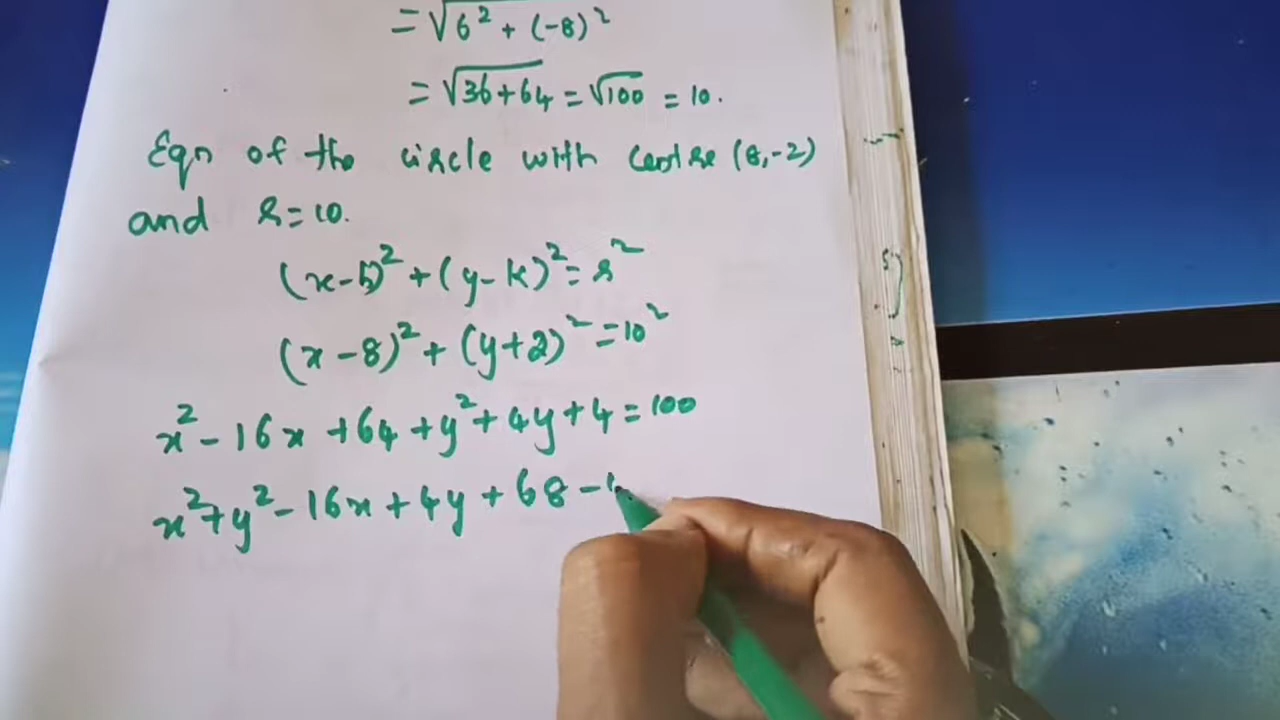 = √6² + (-8)²
= √36+64 = √100 = 10.
Eqn of the circle with centre (8,-2)
and r = 10.
(x-h)² + (y-k)² = r²
(x-8)² + (y+2)² = 10²
x² - 16x + 64 + y² + 4y + 4 = 100
x² + y² - 16x + 4y + 68 - 1